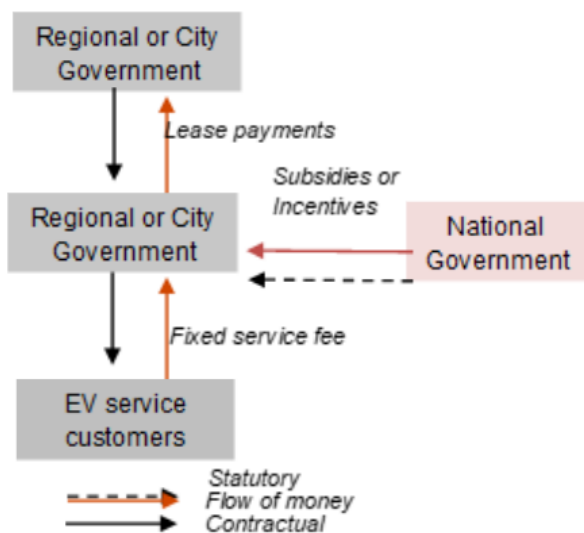 Regional or City
Government
Lease payments
Subsidies or
Incentives
Regional or City
Government
National
Government
Fixed service fee
EV service
customers
Statutory
Flow of money
Contractual